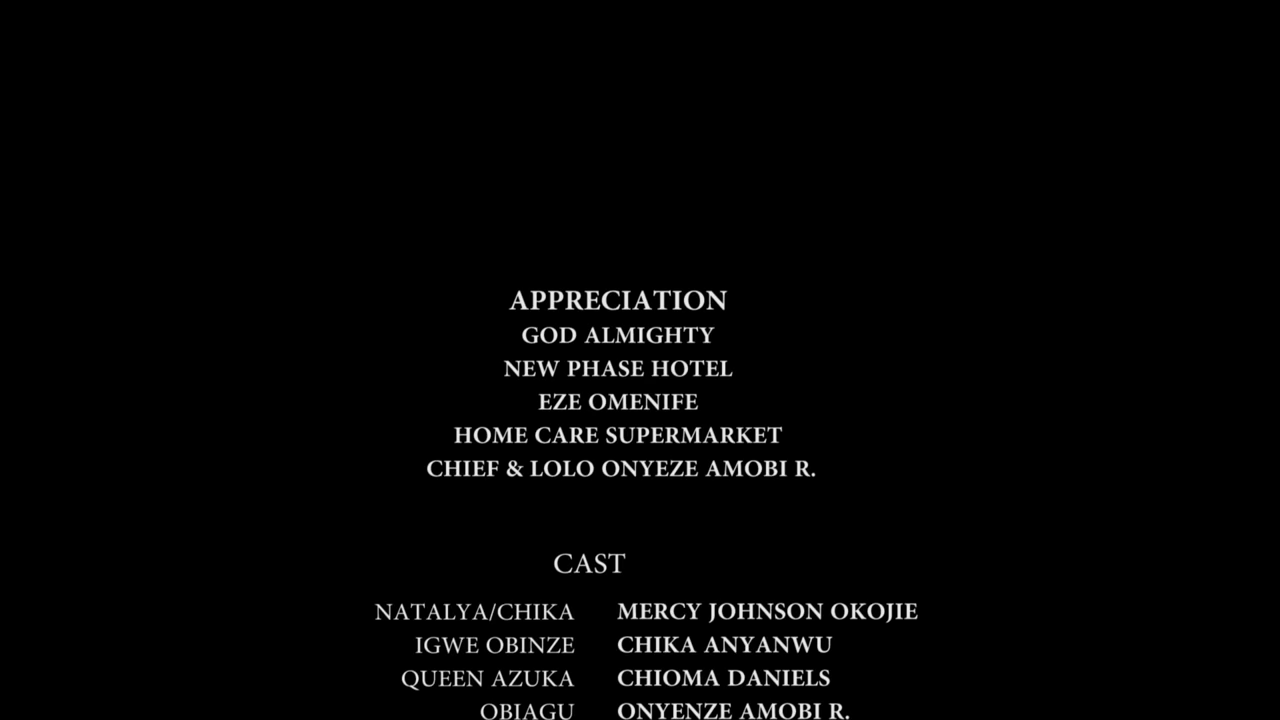 APPRECIATION
GOD ALMIGHTY
NEW PHASE HOTEL
EZE OMENIFE
HOME CARE SUPERMARKET
CHIEF & LOLO ONYEZE AMOBI R.
CAST
NATALYA/CHIKA MERCY JOHNSON OKOJIE
IGWE OBINZE CHIKA ANYANWU
QUEEN AZUKA CHIOMA DANIELS
OBIAGU ONYENZE AMOBI R.